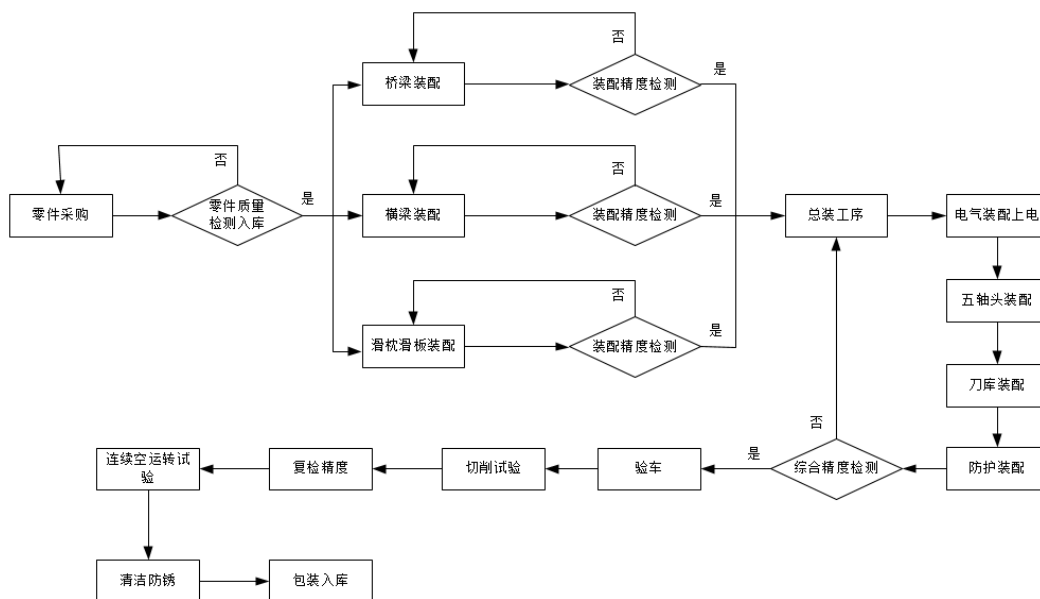 否
桥梁装配
装配精度检测
是
否
零件采购
零件质量
检测入库
是
否
横梁装配
装配精度检测
是
总装工序
电气装配上电
否
滑枕滑板装配
装配精度检测
是
五轴头装配
刀库装配
否
连续空运转试
验
复检精度
切削试验
验车
是
综合精度检测
防护装配
清洁防锈
包装入库